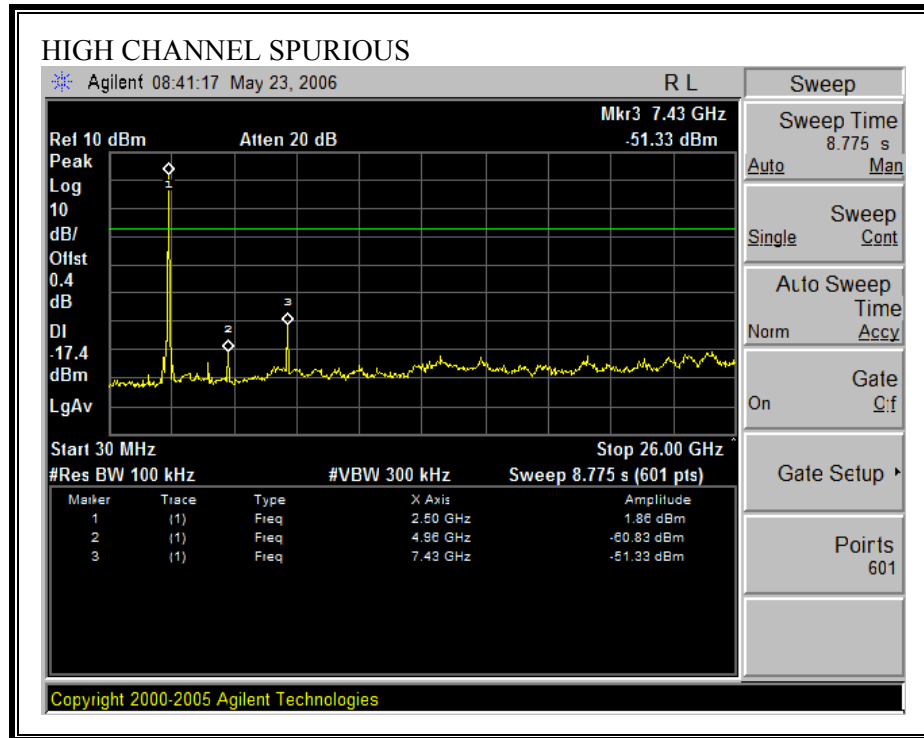 HIGH CHANNEL SPURIOUS
Agilent 08:41:17 May 23, 2006 R L
Mkr3 7.43 GHz
Ref 10 dBm Atten 20 dB -51.33 dBm
Peak
Log
10
dB/
Offst
0.4
dB
DI
-17.4
dBm
LgAv
1
2
3
Start 30 MHz Stop 26.00 GHz
#Res BW 100 kHz #VBW 300 kHz Sweep 8.775 s (601 pts)
Marker Trace Type X Axis Amplitude
1 (1) Freq 2.50 GHz 1.86 dBm
2 (1) Freq 4.96 GHz -60.83 dBm
3 (1) Freq 7.43 GHz -51.33 dBm
Sweep
Sweep Time
8.775 s
Auto Man
Sweep
Single Cont
Auto Sweep
Time
Norm Accy
Gate
On Off
Gate Setup
Points
601
Copyright 2000-2005 Agilent Technologies